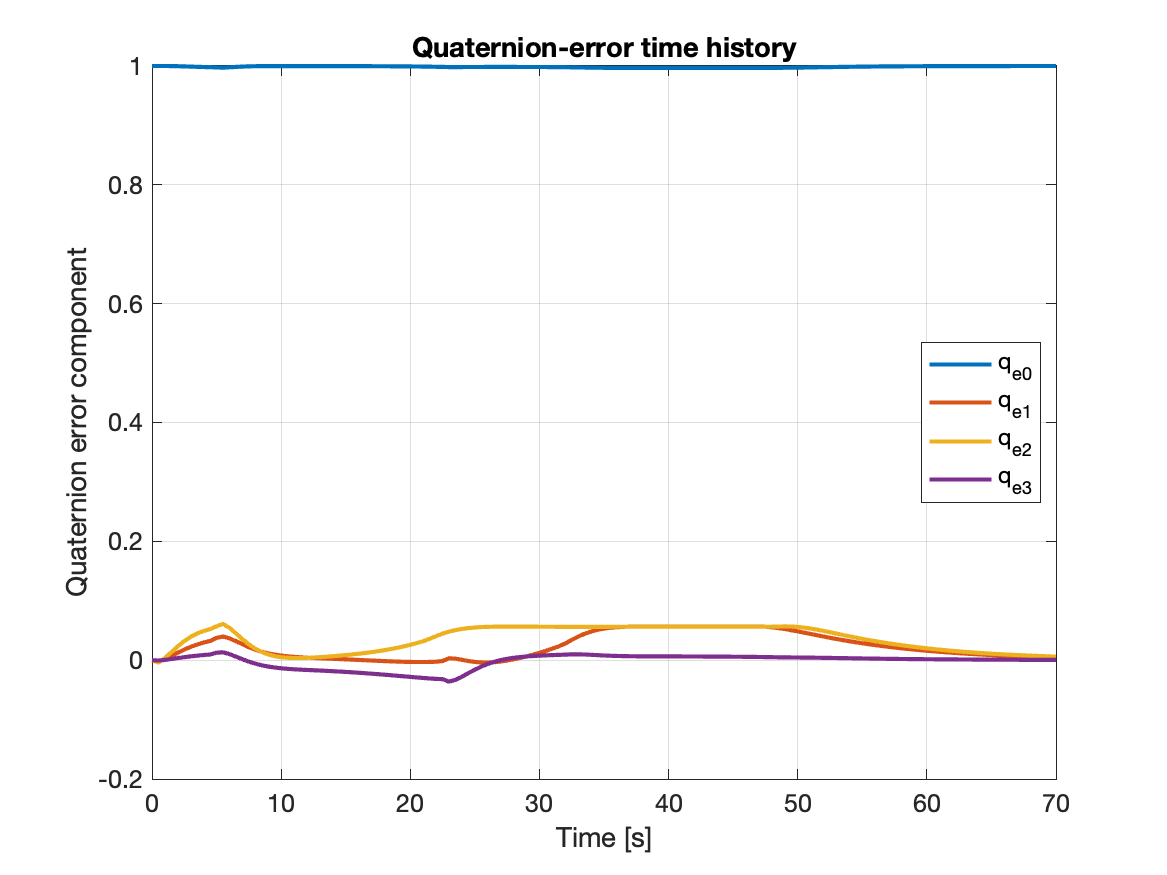 Quaternion-error time history
1
0.8
0.6
0.4
0.2
0
-0.2
Quaternion error component
0 10 20 30 40 50 60 70
Time [s]
q_e0
q_e1
q_e2
q_e3